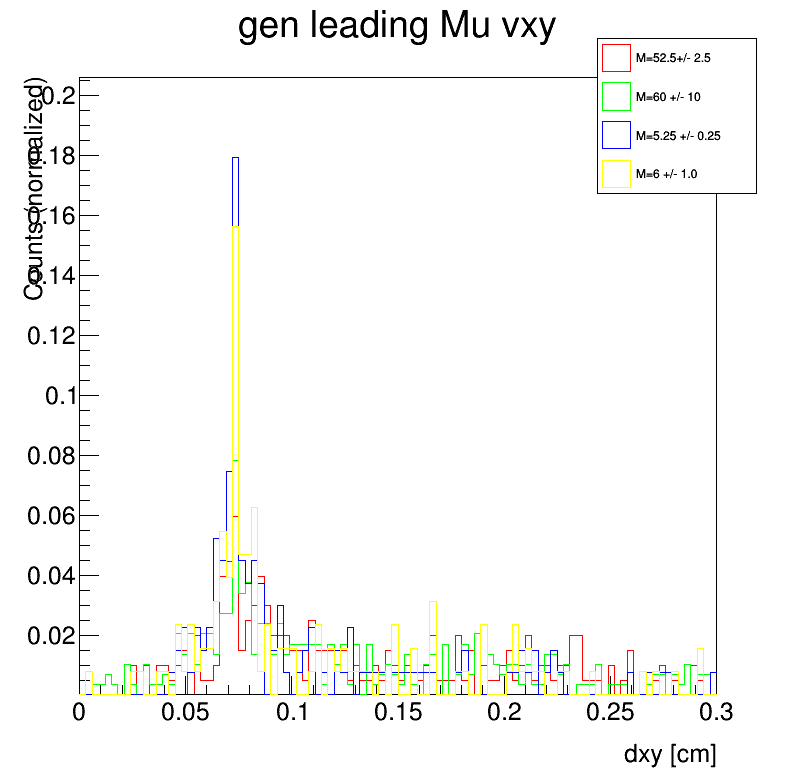 gen leading Mu vxy
M=52.5+/- 2.5
M=60 +/- 10
M=5.25 +/- 0.25
M=6 +/- 1.0
Counts (normalized)
0.2
0.18
0.16
0.14
0.12
0.1
0.08
0.06
0.04
0.02
0 0.05 0.1 0.15 0.2 0.25 0.3
dxy [cm]